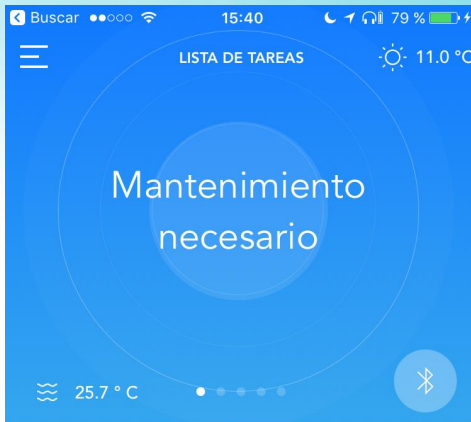 Buscar 15:40 79 %
LISTA DE TAREAS 11.0 °C
Mantenimiento
necesario
25.7 ° C